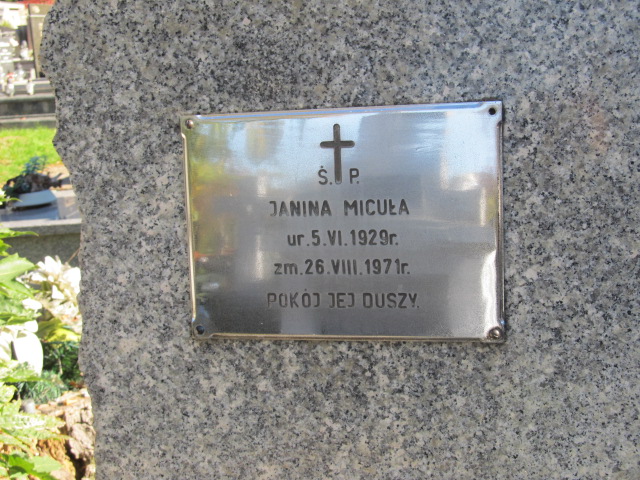 Ś. P.
JANINA MICUŁA
ur. 5. VI. 1929r.
zm. 26. VIII. 1971r.
POKÓJ JEJ DUSZY.